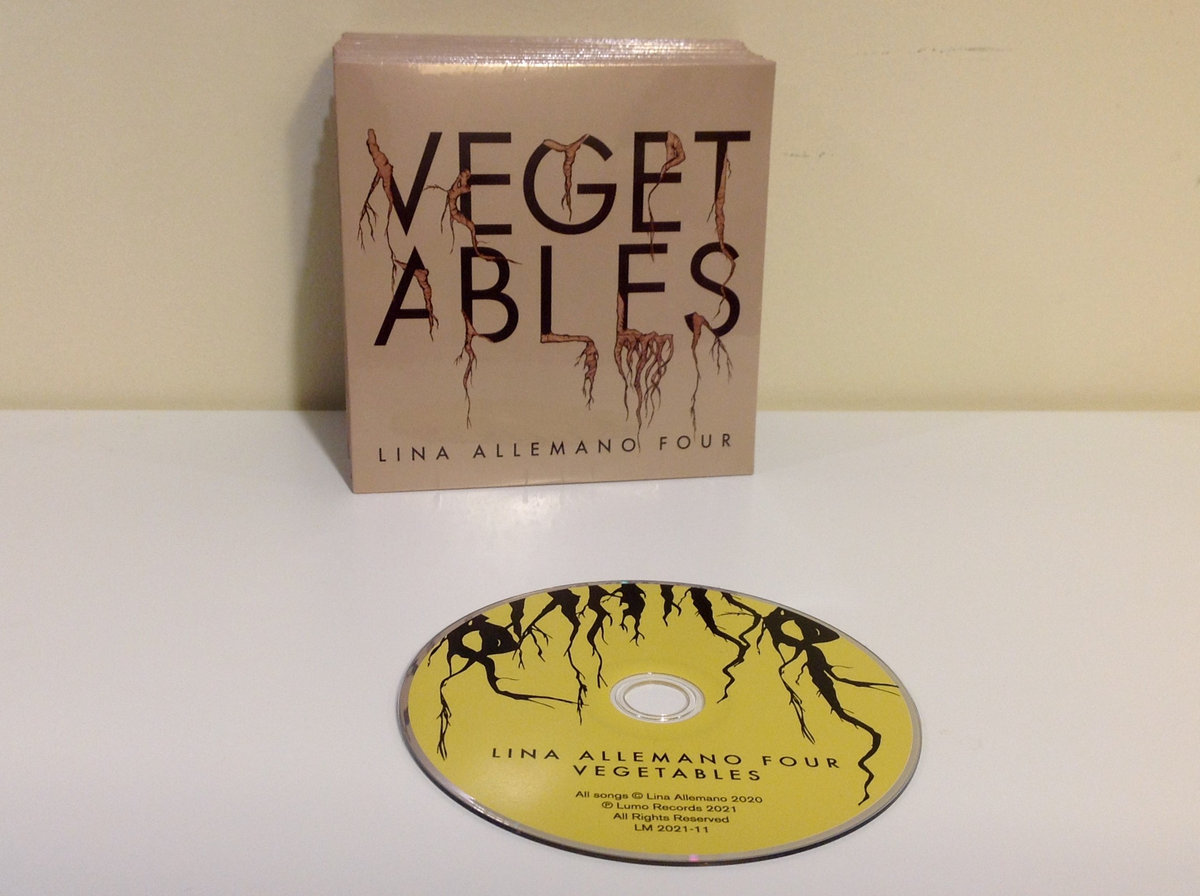 VEGET
ABLES
LINA ALLEMANO FOUR
LINA ALLEMANO FOUR
VEGETABLES
All songs © Lina Allemano 2020
℗ Lumo Records 2021
All Rights Reserved
LM 2021-11